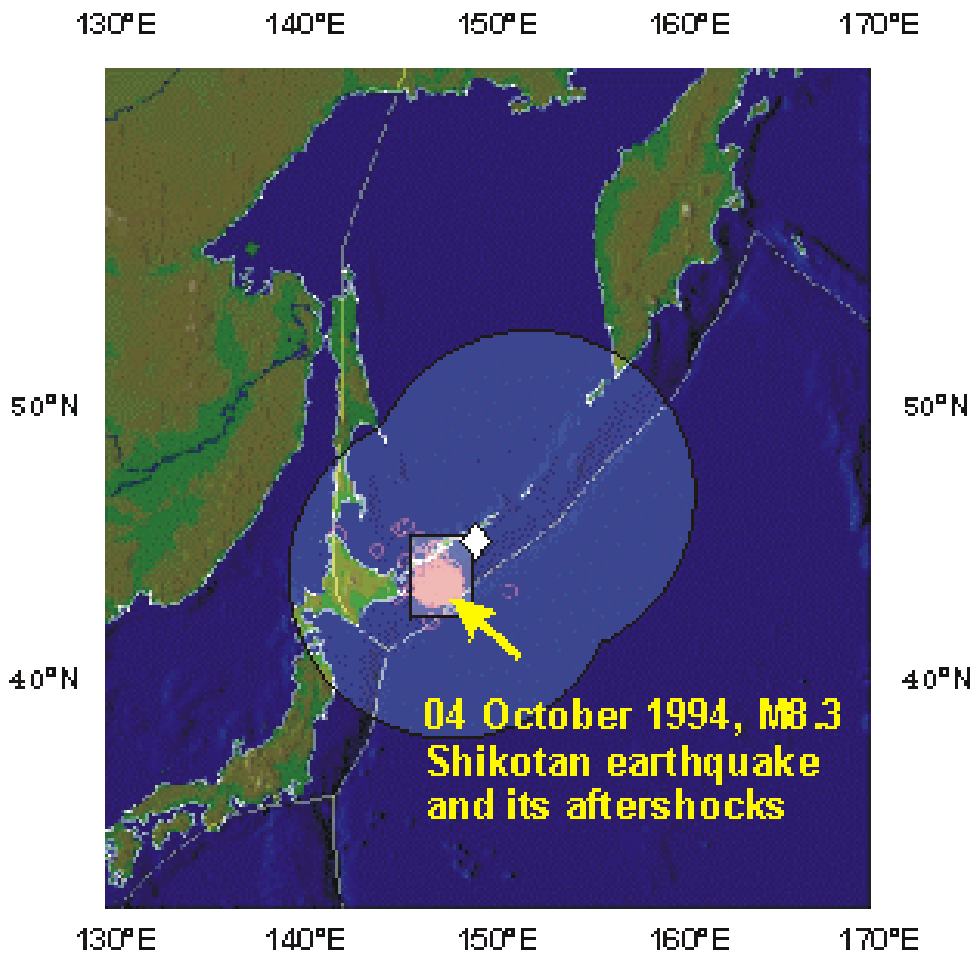 130°E 140°E 150°E 160°E 170°E
50°N 50°N
40°N 40°N
04 October 1994, M8.3
Shikotan earthquake
and its aftershocks
130°E 140°E 150°E 160°E 170°E